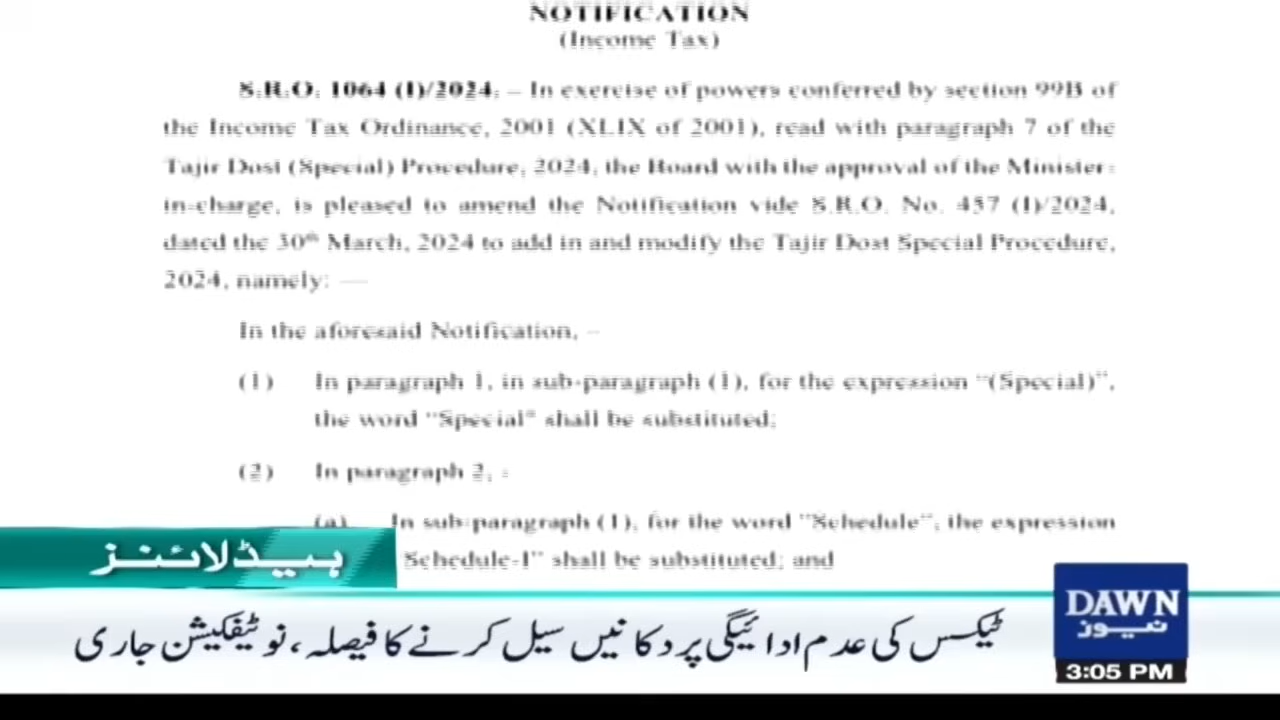 NOTIFICATION
(Income Tax)
S.R.O. 1064 (I)/2024. – In exercise of powers conferred by section 99B of
the Income Tax Ordinance, 2001 (XLIX of 2001), read with paragraph 7 of the
Tajir Dost (Special) Procedure, 2024, the Board with the approval of the Minister-
in-charge, is pleased to amend the Notification vide S.R.O. No. 457 (I)/2024,
dated the 30th March, 2024 to add in and modify the Tajir Dost Special Procedure,
2024, namely: —
In the aforesaid Notification, –
(1) In paragraph 1, in sub-paragraph (1), for the expression "(Special)",
the word "Special" shall be substituted;
(2) In paragraph 2, -
(a) In sub-paragraph (1), for the word "Schedule", the expression
Schedule-I" shall be substituted; and
ہیڈلائنز
ٹیکس کی عدم ادائیگی پر دکانیں سیل کرنے کا فیصلہ، نوٹیفکیشن جاری
DAWN
نیوز
3:05 PM